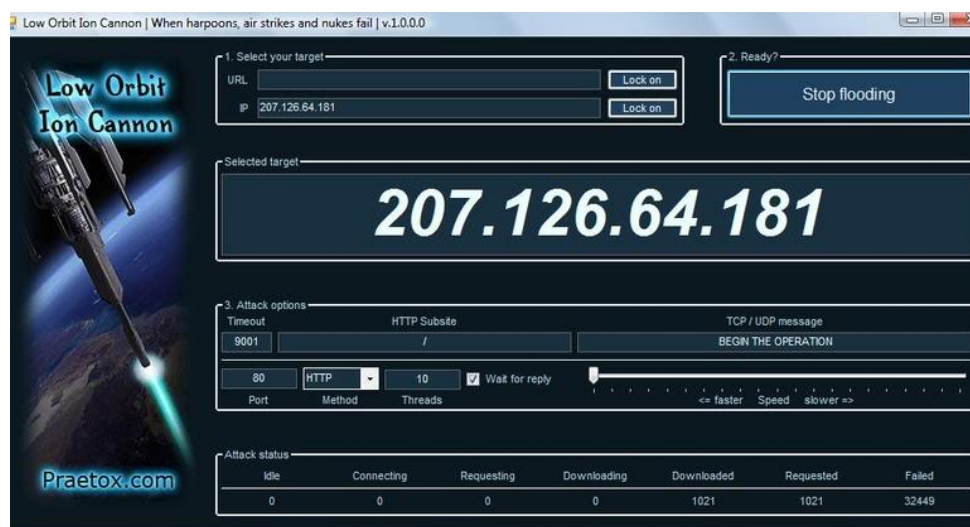 Low Orbit Ion Cannon | When harpoons, air strikes and nukes fail | v.1.0.0.0
Low Orbit
Ion Cannon
Praetox.com
1. Select your target
URL Lock on
IP 207.126.64.181 Lock on
2. Ready?
Stop flooding
Selected target
207.126.64.181
3. Attack options
Timeout HTTP Subsite TCP / UDP message
9001 / BEGIN THE OPERATION
80 HTTP 10 Wait for reply
Port Method Threads <= faster Speed slower =>
Attack status
Idle Connecting Requesting Downloading Downloaded Requested Failed
0 0 0 0 1021 1021 32449